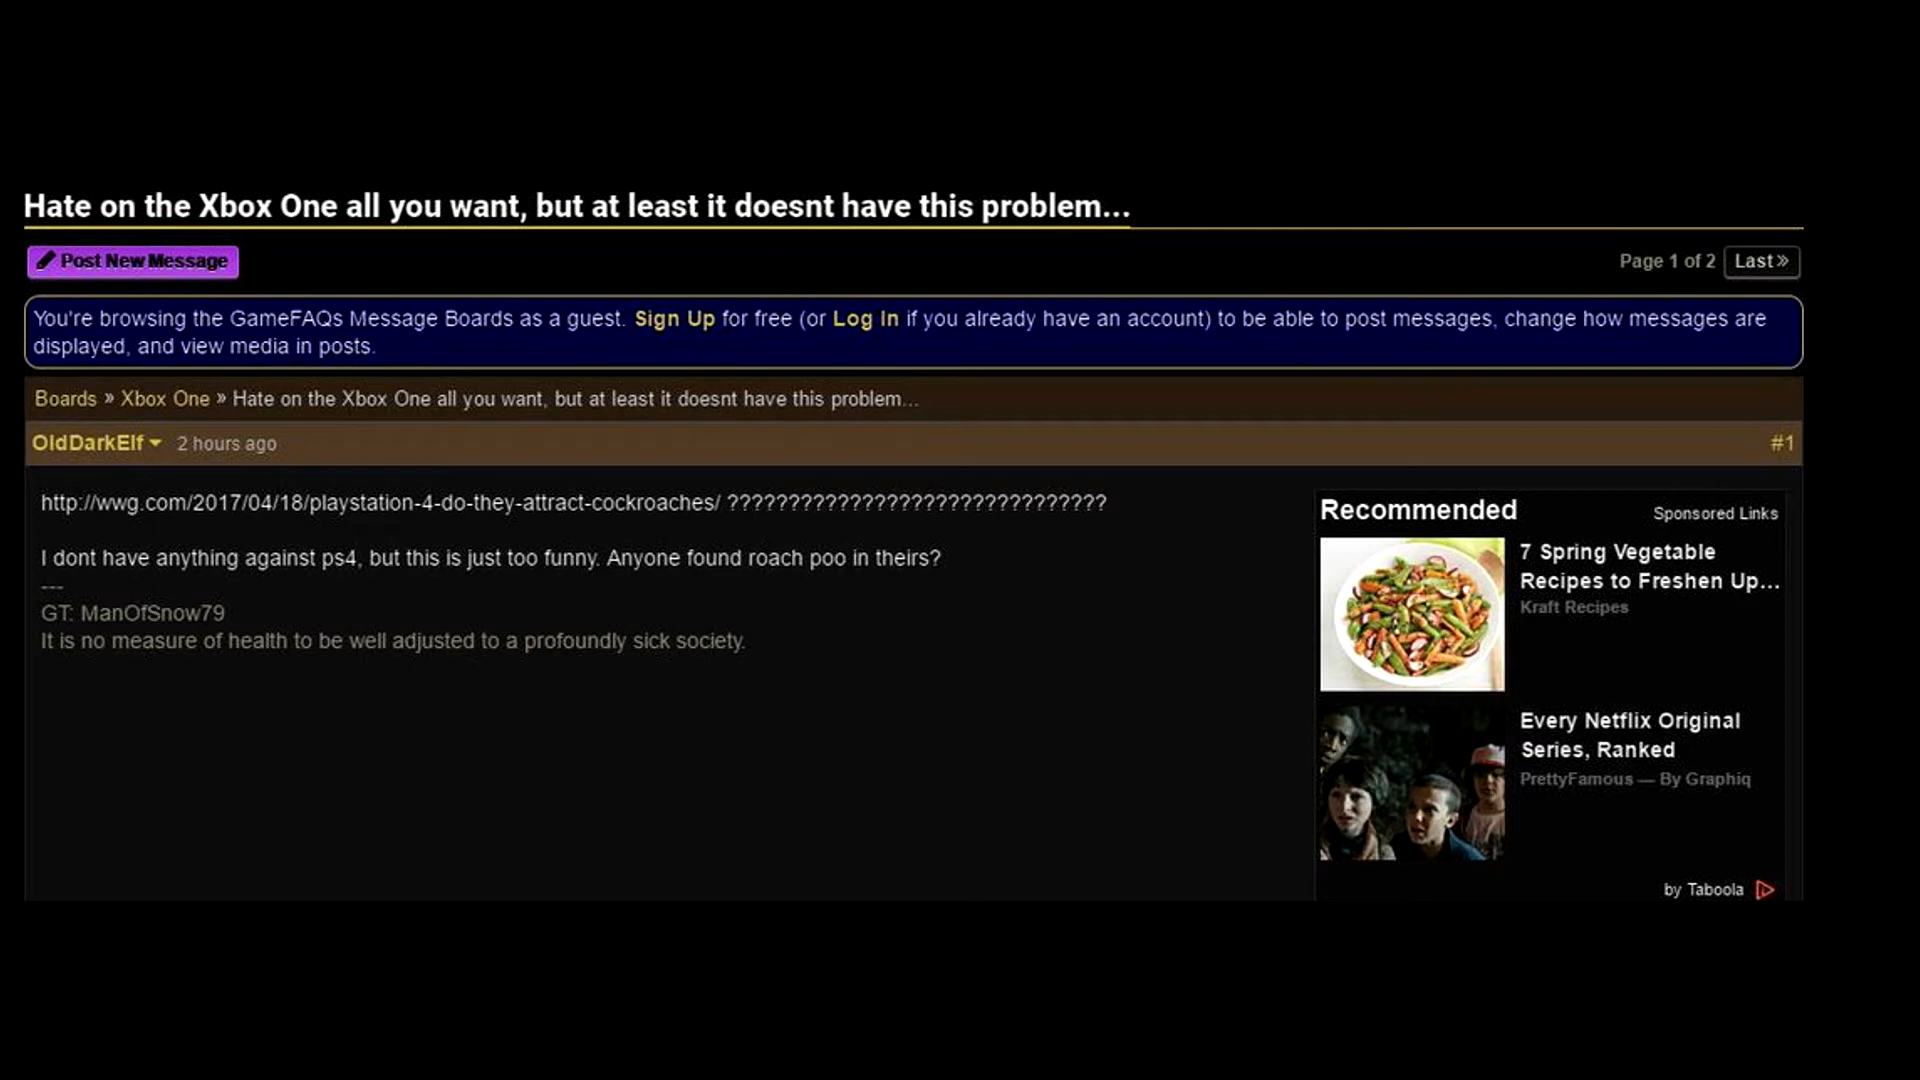 Hate on the Xbox One all you want, but at least it doesnt have this problem...
Post New Message
Page 1 of 2 Last»
You're browsing the GameFAQs Message Boards as a guest. Sign Up for free (or Log In if you already have an account) to be able to post messages, change how messages are
displayed, and view media in posts.
Boards » Xbox One » Hate on the Xbox One all you want, but at least it doesnt have this problem...
OldDarkElf 2 hours ago #1
http://wwg.com/2017/04/18/playstation-4-do-they-attract-cockroaches/ ???????????????????????????????
I dont have anything against ps4, but this is just too funny. Anyone found roach poo in theirs?
---
GT: ManOfSnow79
It is no measure of health to be well adjusted to a profoundly sick society.
Recommended Sponsored Links
7 Spring Vegetable
Recipes to Freshen Up...
Kraft Recipes
Every Netflix Original
Series, Ranked
PrettyFamous — By Graphiq
by Taboola